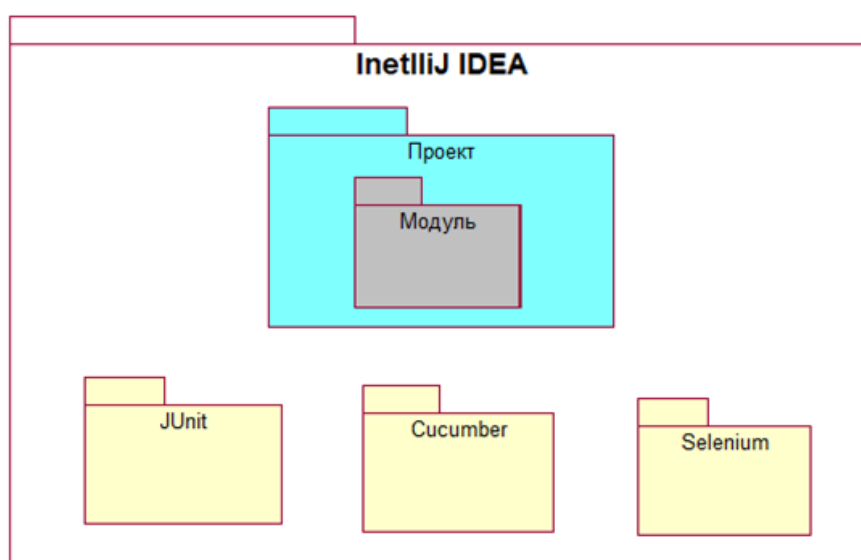 InetlliJ IDEA
Проект
Модуль
JUnit
Cucumber
Selenium